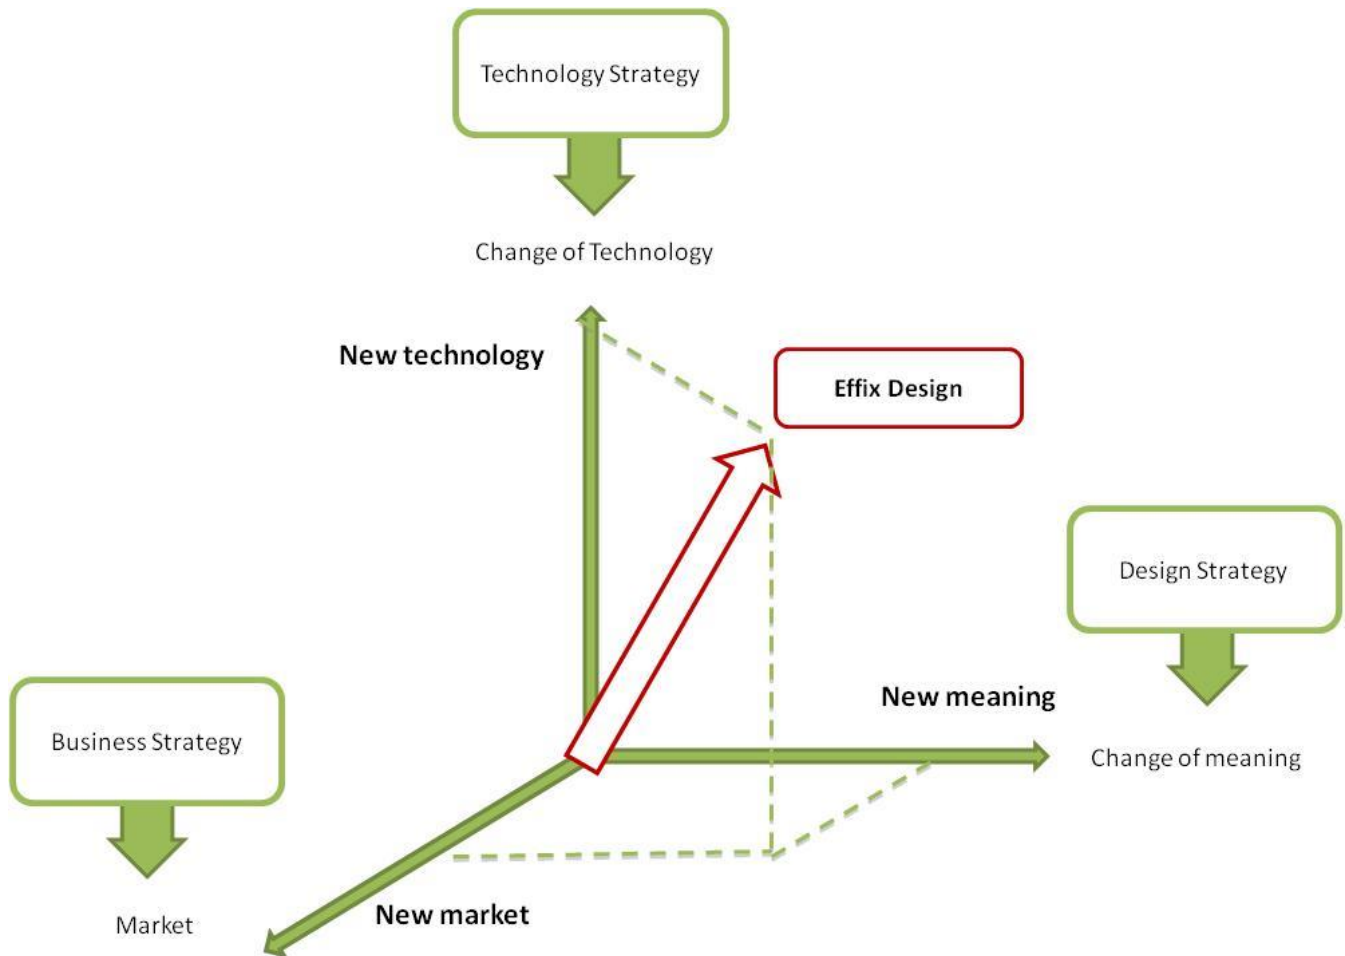 Technology Strategy
Change of Technology
New technology
Effix Design
Design Strategy
New meaning
Change of meaning
Business Strategy
New market
Market